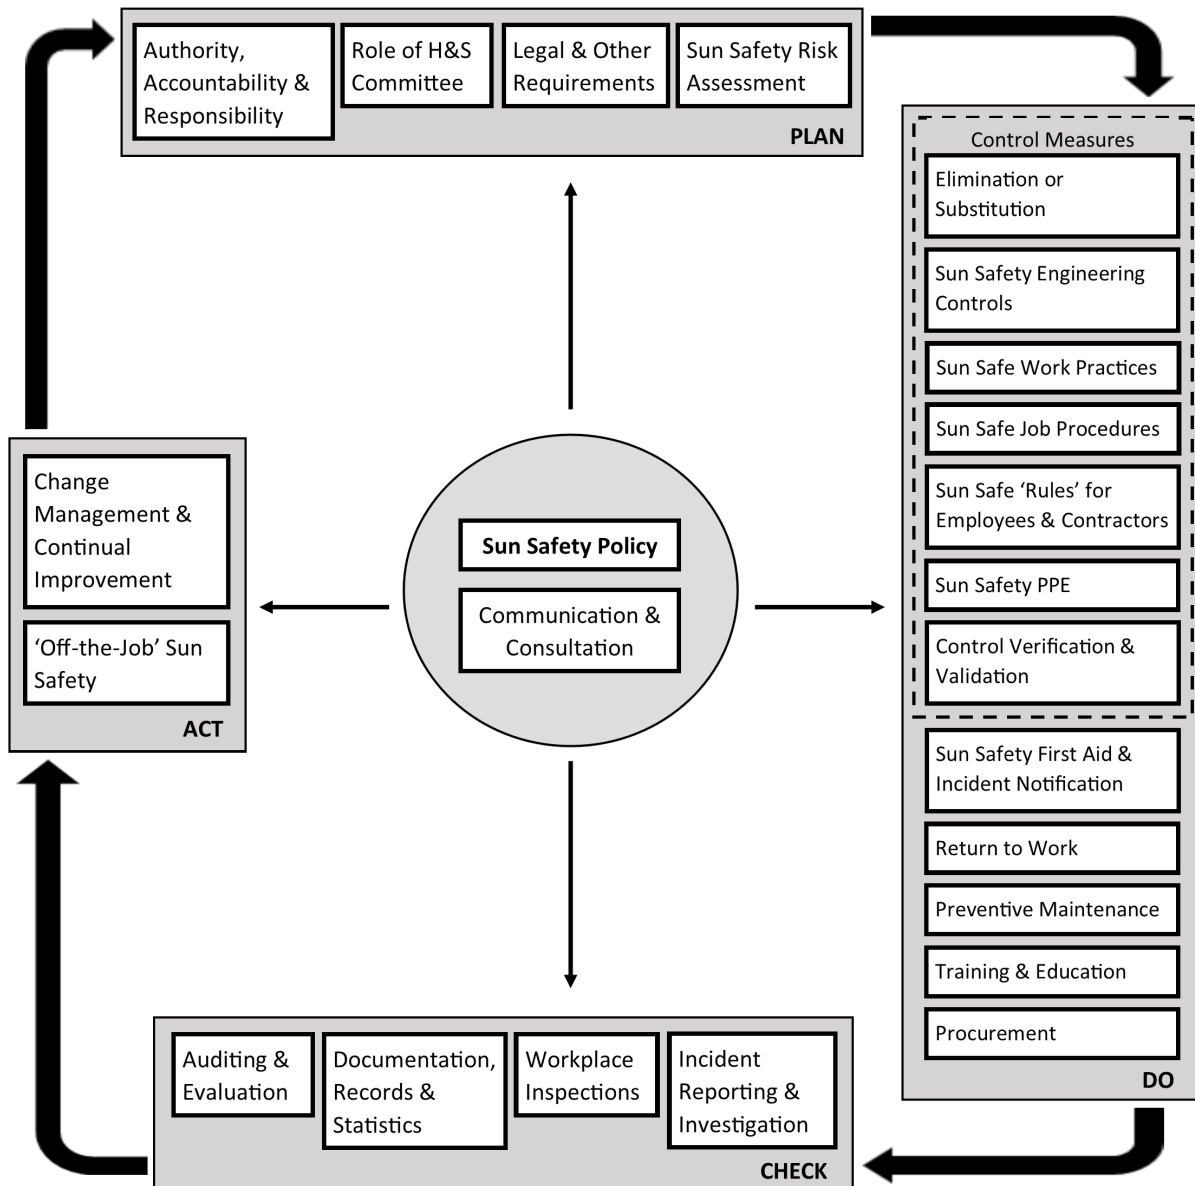 Authority,
Accountability &
Responsibility
Role of H&S
Committee
Legal & Other
Requirements
Sun Safety Risk
Assessment
PLAN
Control Measures
Elimination or
Substitution
Sun Safety Engineering
Controls
Sun Safe Work Practices
Sun Safe Job Procedures
Sun Safe ‘Rules’ for
Employees & Contractors
Sun Safety PPE
Control Verification &
Validation
Sun Safety First Aid &
Incident Notification
Return to Work
Preventive Maintenance
Training & Education
Procurement
DO
Auditing &
Evaluation
Documentation,
Records &
Statistics
Workplace
Inspections
Incident
Reporting &
Investigation
CHECK
Change
Management &
Continual
Improvement
‘Off-the-Job’ Sun
Safety
ACT
Sun Safety Policy
Communication &
Consultation